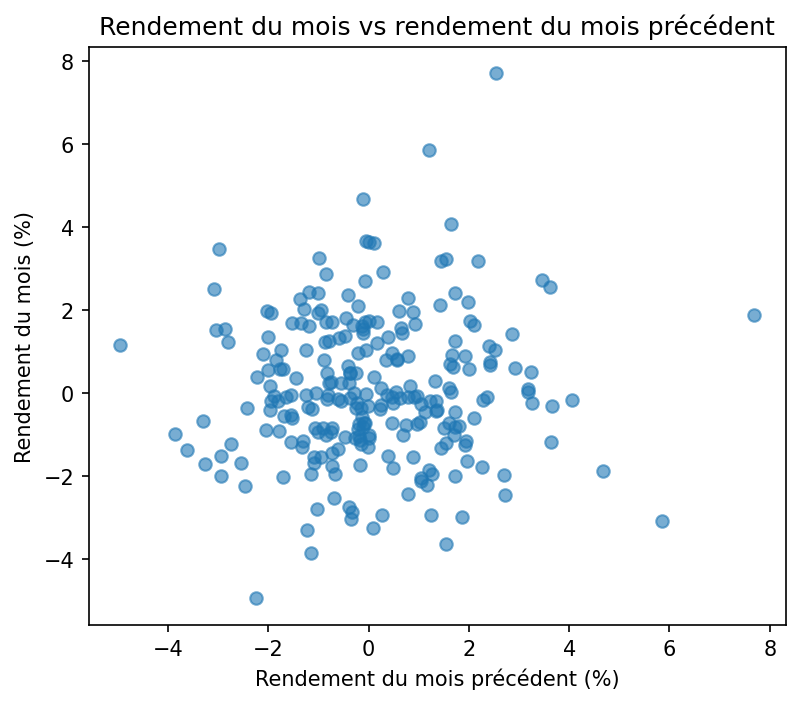 Rendement du mois vs rendement du mois précédent
8
6
4
2
0
−2
−4
Rendement du mois (%)
−4 −2 0 2 4 6 8
Rendement du mois précédent (%)